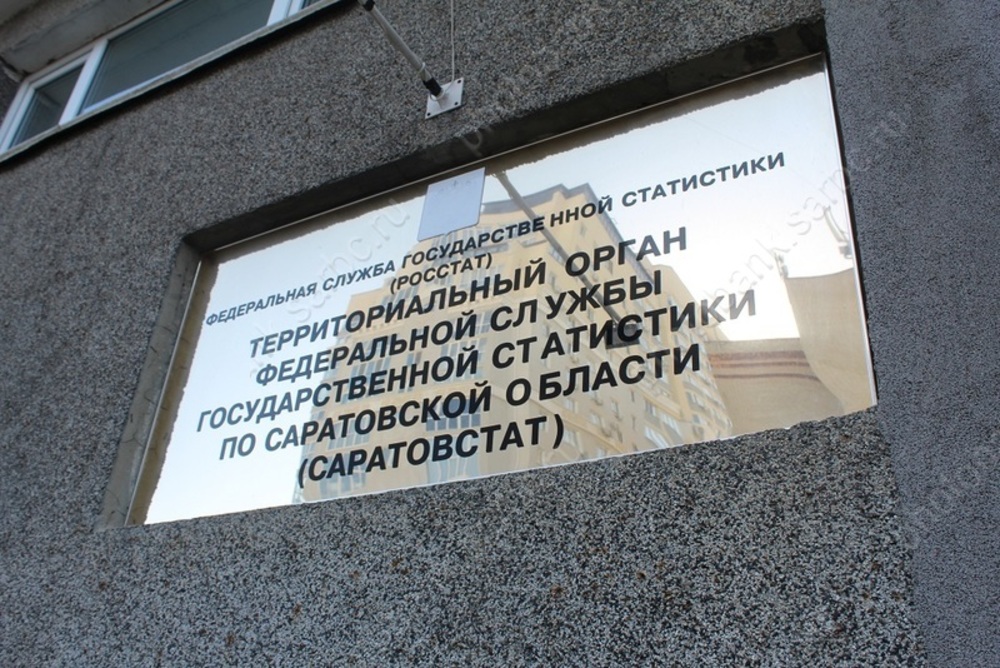 ФЕДЕРАЛЬНАЯ СЛУЖБА ГОСУДАРСТВЕННОЙ СТАТИСТИКИ
(РОССТАТ)
ТЕРРИТОРИАЛЬНЫЙ ОРГАН
ФЕДЕРАЛЬНОЙ СЛУЖБЫ
ГОСУДАРСТВЕННОЙ СТАТИСТИКИ
ПО САРАТОВСКОЙ ОБЛАСТИ
(САРАТОВСТАТ)